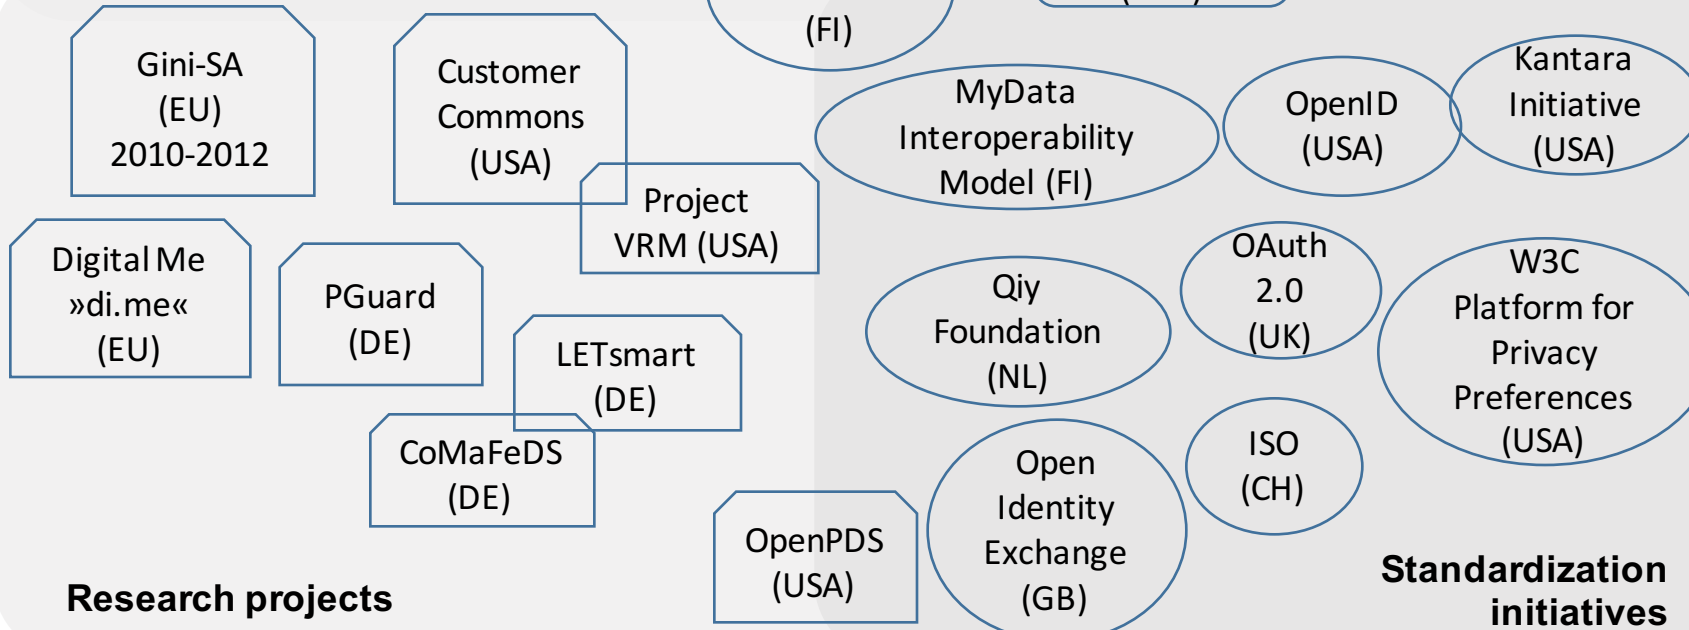 (FI)
Gini-SA
(EU)
2010-2012
Customer
Commons
(USA)
Project
VRM (USA)
MyData
Interoperability
Model (FI)
OpenID
(USA)
Kantara
Initiative
(USA)
Digital Me
»di.me«
(EU)
PGuard
(DE)
LETsmart
(DE)
CoMaFeDS
(DE)
OpenPDS
(USA)
Qiy
Foundation
(NL)
OAuth
2.0
(UK)
W3C
Platform for
Privacy
Preferences
(USA)
Open
Identity
Exchange
(GB)
ISO
(CH)
Research projects
Standardization
initiatives